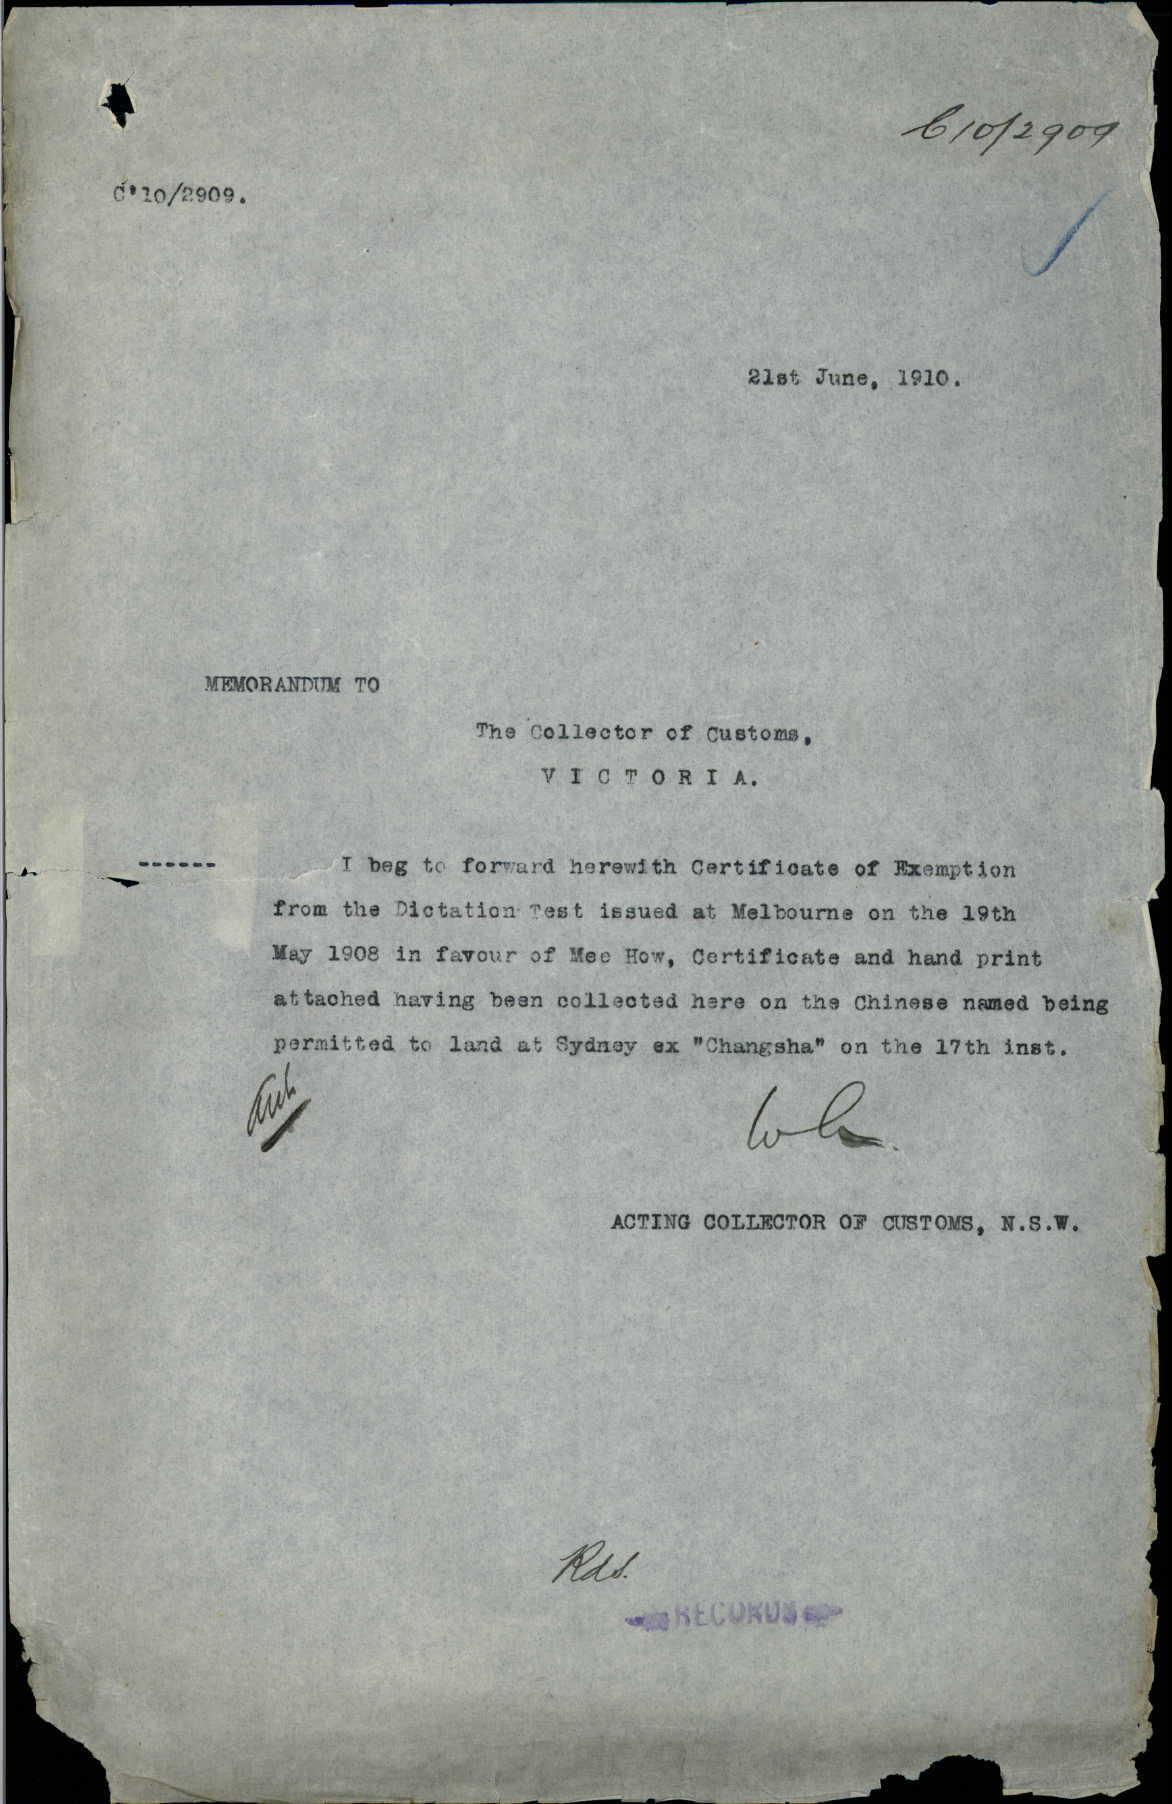 C10/2909
C'10/2909.
21st June, 1910.
MEMORANDUM TO
The Collector of Customs,
VICTORIA.
------
I beg to forward herewith Certificate of Exemption
from the Dictation Test issued at Melbourne on the 19th
May 1908 in favour of Mee How, Certificate and hand print
attached having been collected here on the Chinese named being
permitted to land at Sydney ex "Changsha" on the 17th inst.
ACTING COLLECTOR OF CUSTOMS, N.S.W.
Rds.
RECORDS